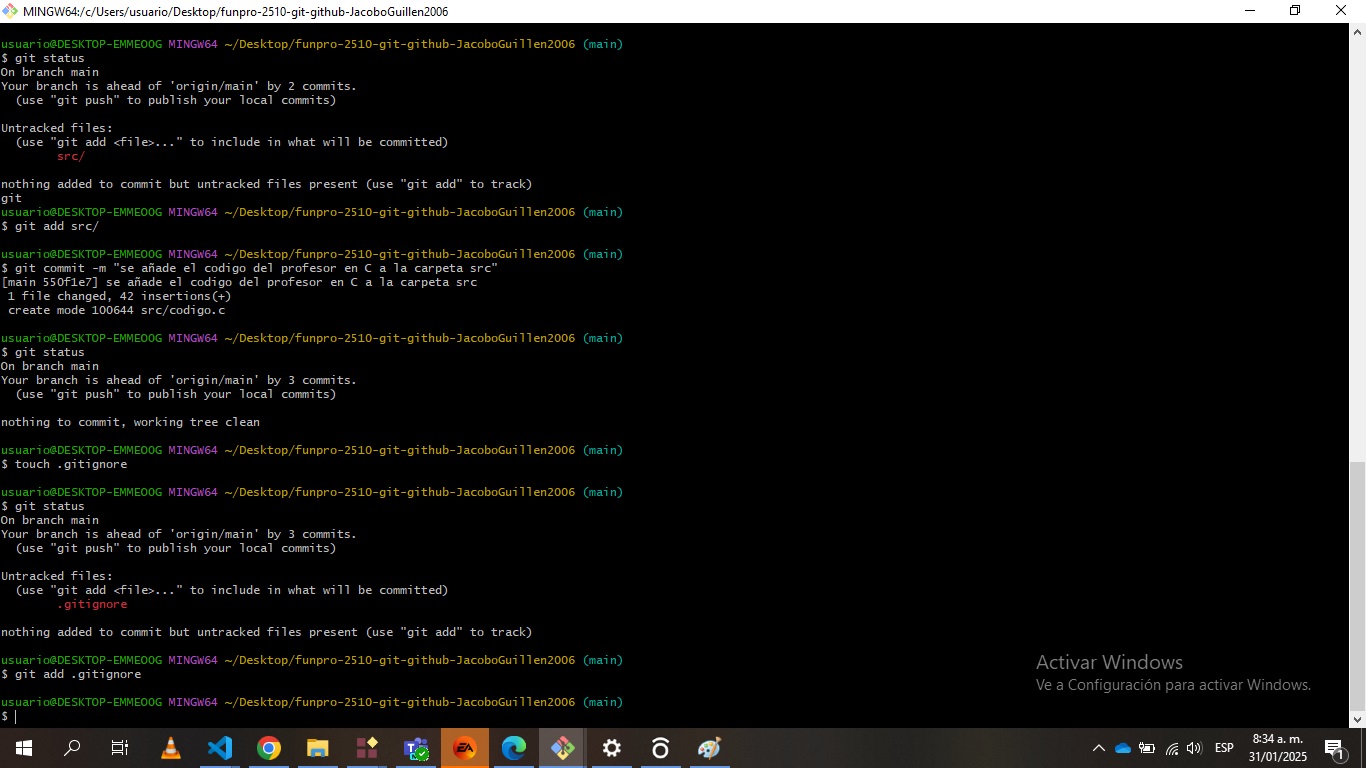 MINGW64:/c/Users/usuario/Desktop/funpro-2510-git-github-JacoboGuillen2006
usuario@DESKTOP-EMMEOOG MINGW64 ~/Desktop/funpro-2510-git-github-JacoboGuillen2006 (main)
$ git status
On branch main
Your branch is ahead of 'origin/main' by 2 commits.
  (use "git push" to publish your local commits)
Untracked files:
  (use "git add <file>..." to include in what will be committed)
        src/
nothing added to commit but untracked files present (use "git add" to track)
git
usuario@DESKTOP-EMMEOOG MINGW64 ~/Desktop/funpro-2510-git-github-JacoboGuillen2006 (main)
$ git add src/
usuario@DESKTOP-EMMEOOG MINGW64 ~/Desktop/funpro-2510-git-github-JacoboGuillen2006 (main)
$ git commit -m "se añade el codigo del profesor en C a la carpeta src"
[main 550f1e7] se añade el codigo del profesor en C a la carpeta src
 1 file changed, 42 insertions(+)
 create mode 100644 src/codigo.c
usuario@DESKTOP-EMMEOOG MINGW64 ~/Desktop/funpro-2510-git-github-JacoboGuillen2006 (main)
$ git status
On branch main
Your branch is ahead of 'origin/main' by 3 commits.
  (use "git push" to publish your local commits)
nothing to commit, working tree clean
usuario@DESKTOP-EMMEOOG MINGW64 ~/Desktop/funpro-2510-git-github-JacoboGuillen2006 (main)
$ touch .gitignore
usuario@DESKTOP-EMMEOOG MINGW64 ~/Desktop/funpro-2510-git-github-JacoboGuillen2006 (main)
$ git status
On branch main
Your branch is ahead of 'origin/main' by 3 commits.
  (use "git push" to publish your local commits)
Untracked files:
  (use "git add <file>..." to include in what will be committed)
        .gitignore
nothing added to commit but untracked files present (use "git add" to track)
usuario@DESKTOP-EMMEOOG MINGW64 ~/Desktop/funpro-2510-git-github-JacoboGuillen2006 (main)
$ git add .gitignore
usuario@DESKTOP-EMMEOOG MINGW64 ~/Desktop/funpro-2510-git-github-JacoboGuillen2006 (main)
$
Activar Windows
Ve a Configuración para activar Windows.
EA
ESP
8:34 a. m.
31/01/2025
1